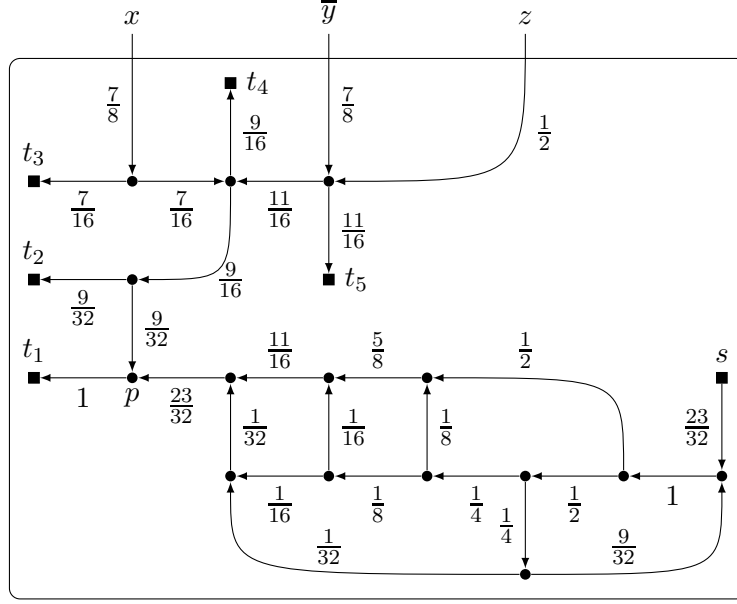 x ȳ z
t₄
7/8 9/16 7/8 1/2
t₃
7/16 7/16 11/16 11/16
t₂ t₅
9/32 9/32 9/16
t₁ 11/16 5/8 1/2 s
1 p 23/32 23/32
1/32 1/16 1/8
1/16 1/8 1/4 1/4 1/2 1
1/32 9/32